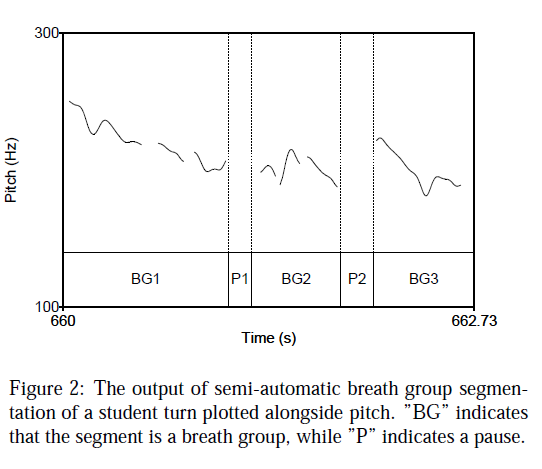 300
Pitch (Hz)
BG1 P1 BG2 P2 BG3
100
660 662.73
Time (s)
Figure 2: The output of semi-automatic breath group segmen-
tation of a student turn plotted alongside pitch. ”BG” indicates
that the segment is a breath group, while ”P” indicates a pause.